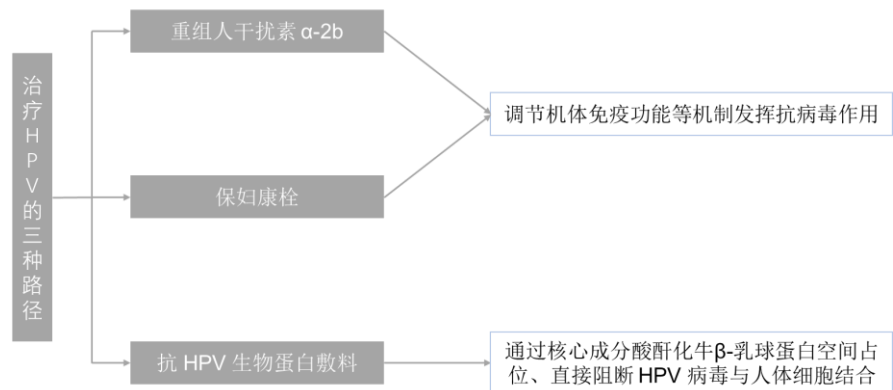 治疗HPV的三种路径
重组人干扰素 α-2b
调节机体免疫功能等机制发挥抗病毒作用
保妇康栓
抗 HPV 生物蛋白敷料
通过核心成分酸酐化牛β-乳球蛋白空间占
位、直接阻断 HPV 病毒与人体细胞结合